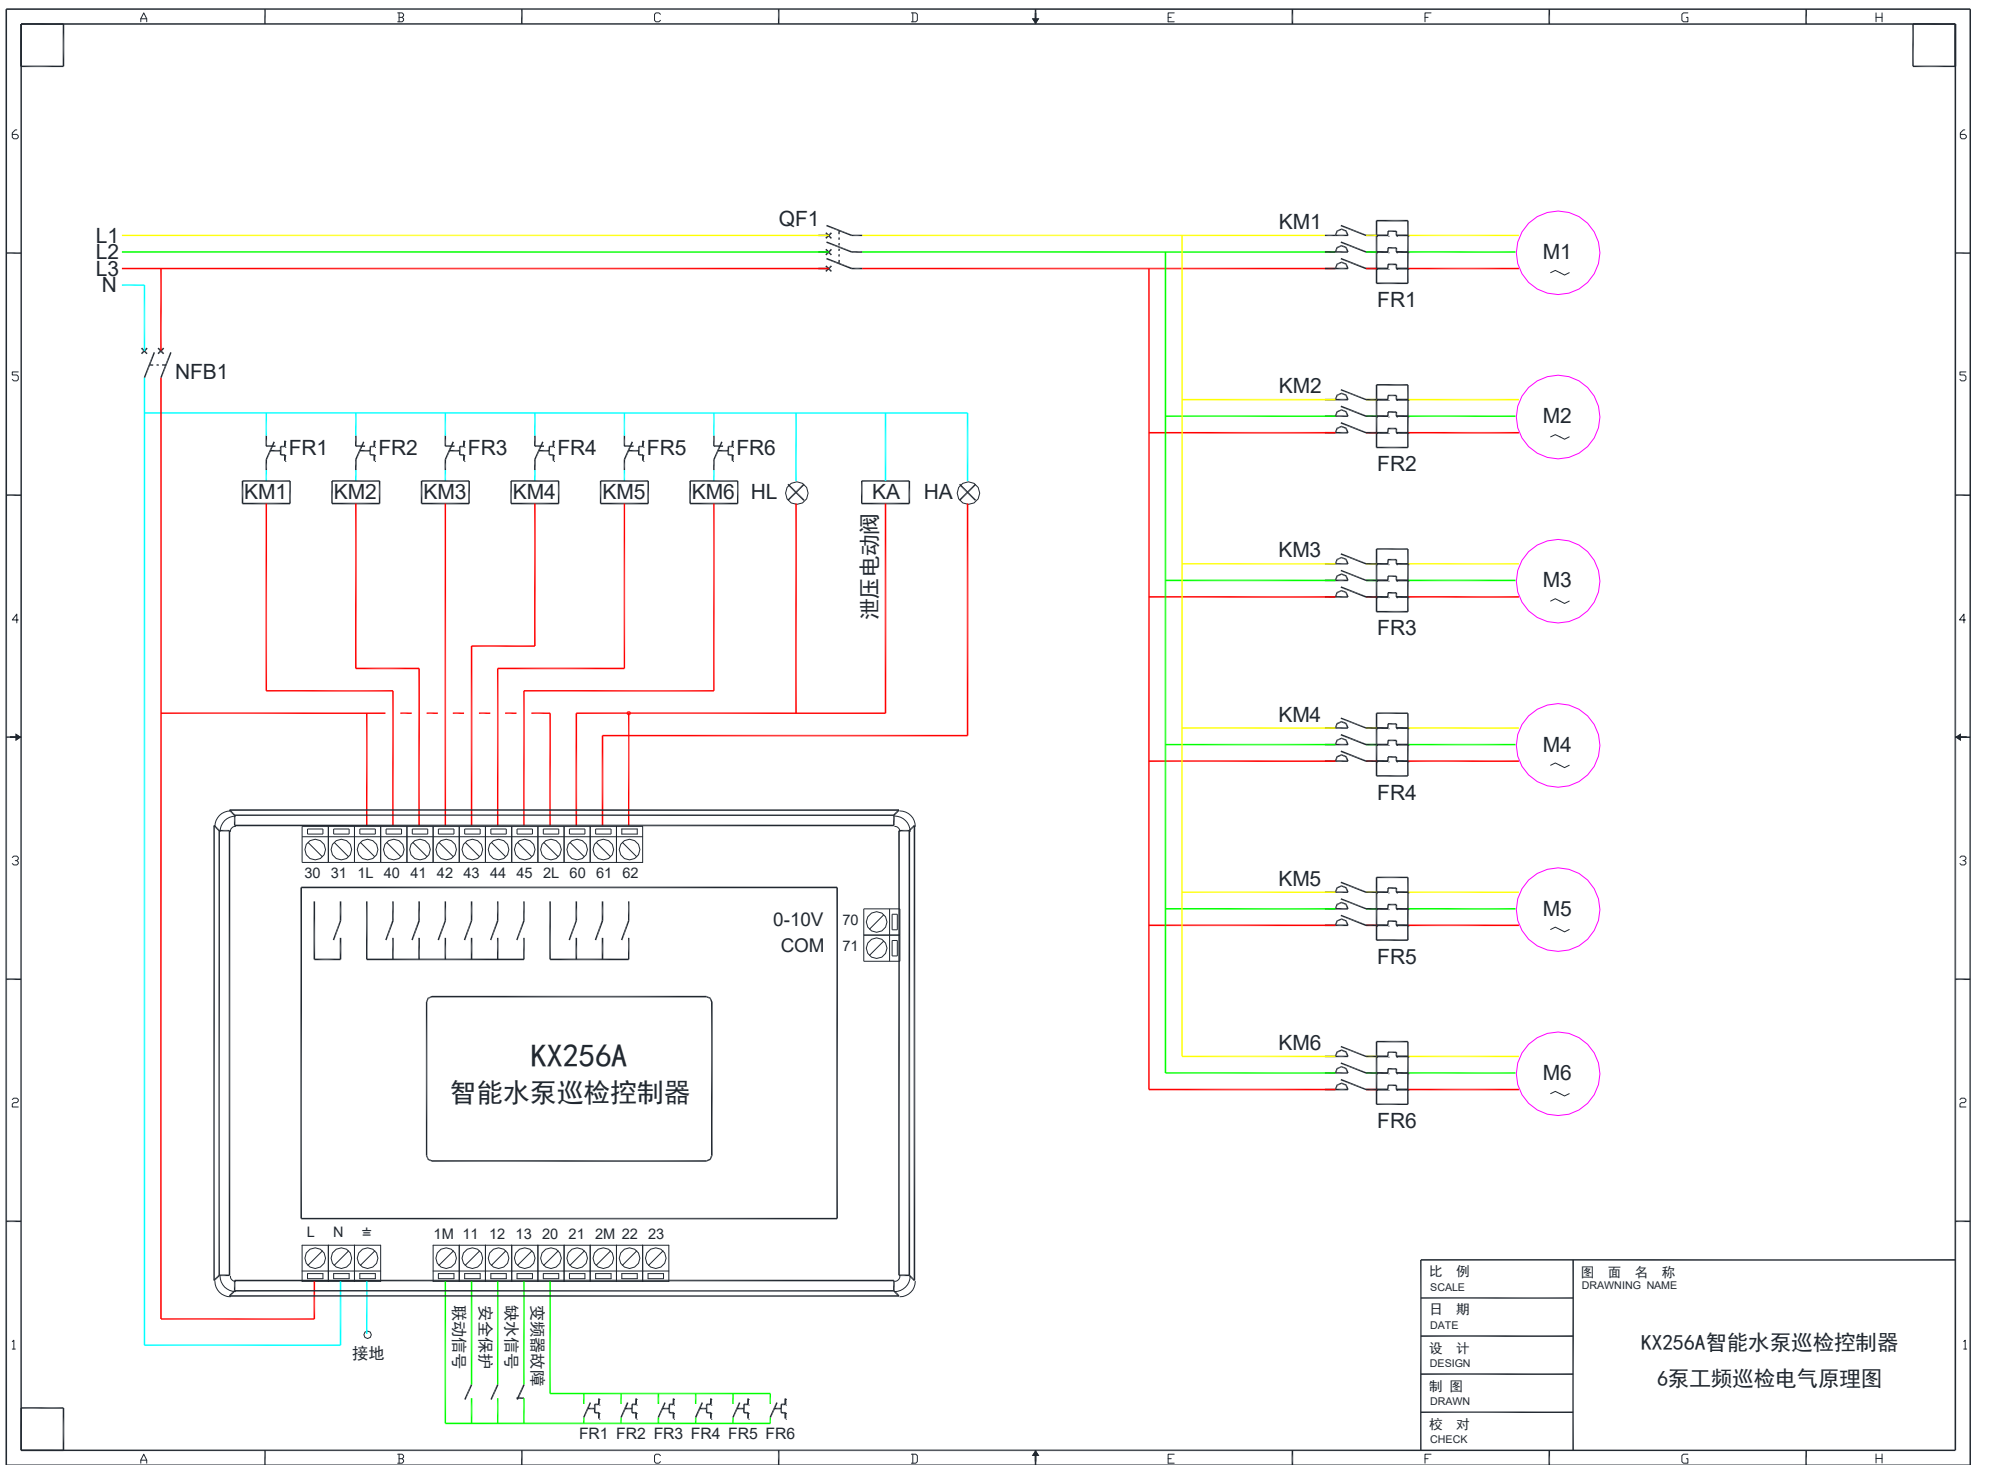 A B C D E F G H
6 6
QF1 KM1
L1
L2
L3
N
M1
FR1
5 5
NFB1
KM2
M2
FR2
FR1 FR2 FR3 FR4 FR5 FR6
KM1 KM2 KM3 KM4 KM5 KM6 HL KA HA
泄压电动阀
KM3
M3
FR3
4 4
KM4
M4
FR4
3 3
30 31 1L 40 41 42 43 44 45 2L 60 61 62
0-10V 70
COM 71
KM5
M5
FR5
KX256A
智能水泵巡检控制器
KM6
M6
FR6
2 2
L N
1M 11 12 13 20 21 2M 22 23
联动信号
安全保护
缺水信号
变频器故障
接地
FR1 FR2 FR3 FR4 FR5 FR6
1 1
比 例
SCALE
日 期
DATE
设 计
DESIGN
制 图
DRAWN
校 对
CHECK
图 面 名 称
DRAWNING NAME
KX256A智能水泵巡检控制器
6泵工频巡检电气原理图
A B C D E F G H